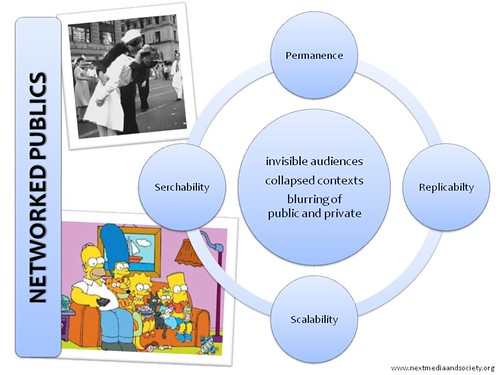 NETWORKED PUBLICS
Permanence
Serchability
invisible audiences
collapsed contexts
blurring of
public and private
Replicabilty
Scalability
www.nextmediaandsociety.org